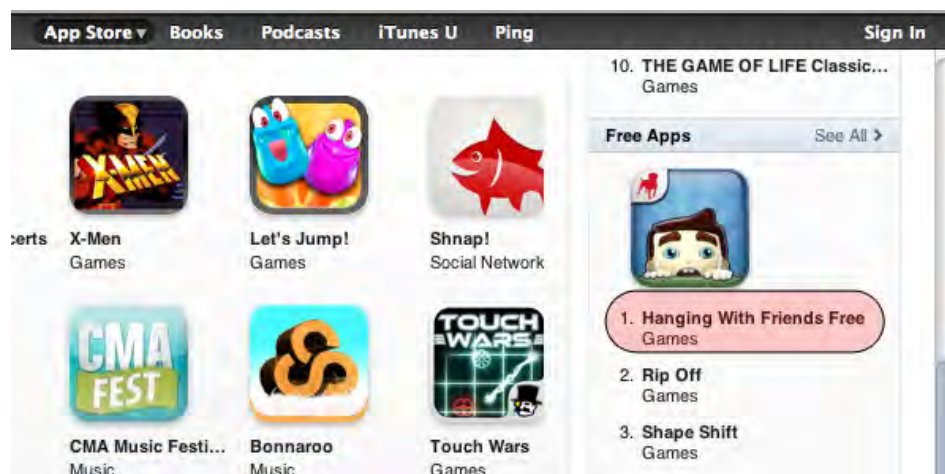 App Store ▾ Books Podcasts iTunes U Ping Sign In
X-MEN
certs X-Men
Games
Let's Jump!
Games
Shnap!
Social Network
CMA
FEST
CMA Music Festi...
Music
Bonnaroo
Music
TOUCH
WARS
Touch Wars
Games
10. THE GAME OF LIFE Classic...
Games
Free Apps See All >
1. Hanging With Friends Free
Games
2. Rip Off
Games
3. Shape Shift
Games